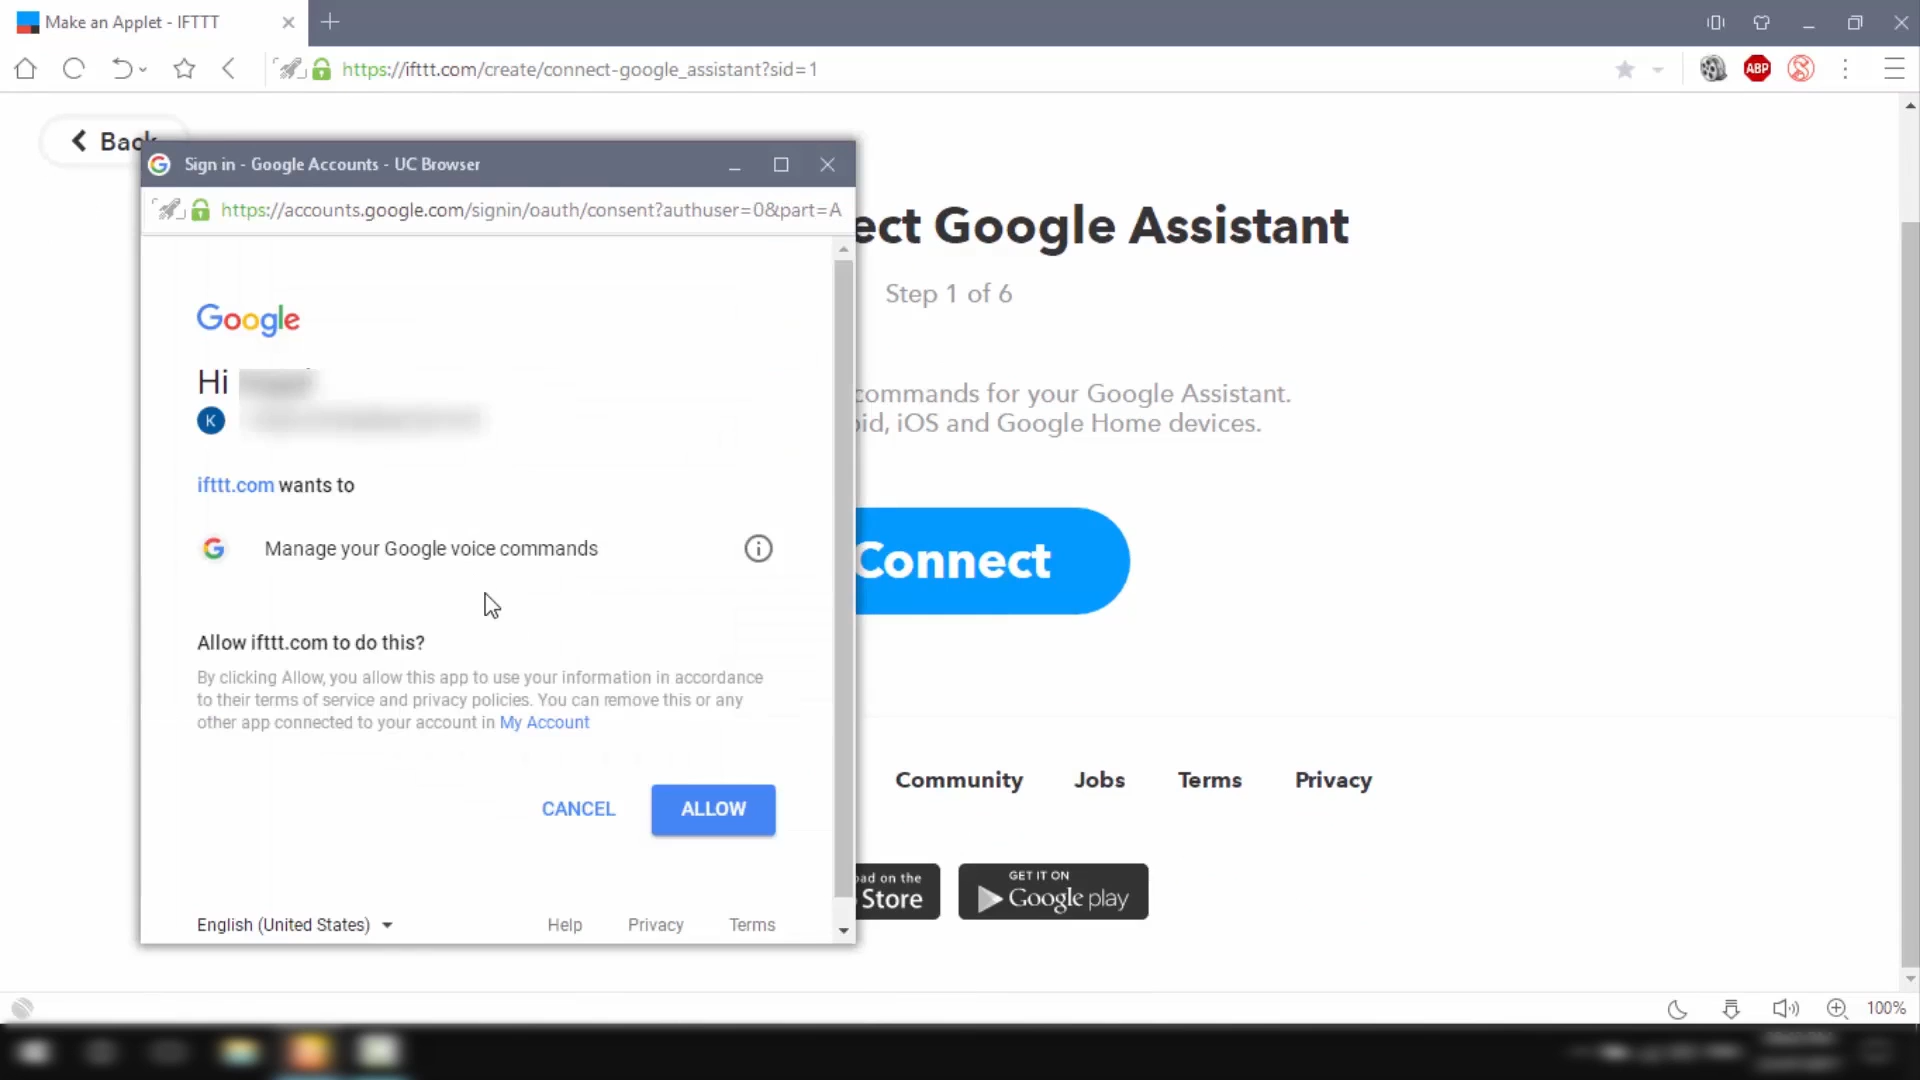 Make an Applet - IFTTT
https://ifttt.com/create/connect-google_assistant?sid=1
ABP
Back
Sign in - Google Accounts - UC Browser
https://accounts.google.com/signin/oauth/consent?authuser=0&part=A
ect Google Assistant
Step 1 of 6
Google
Hi
K
commands for your Google Assistant.
oid, iOS and Google Home devices.
ifttt.com wants to
G Manage your Google voice commands
Connect
Allow ifttt.com to do this?
By clicking Allow, you allow this app to use your information in accordance
to their terms of service and privacy policies. You can remove this or any
other app connected to your account in My Account
Community Jobs Terms Privacy
CANCEL ALLOW
oad on the
Store
GET IT ON
Google play
English (United States) Help Privacy Terms
100%